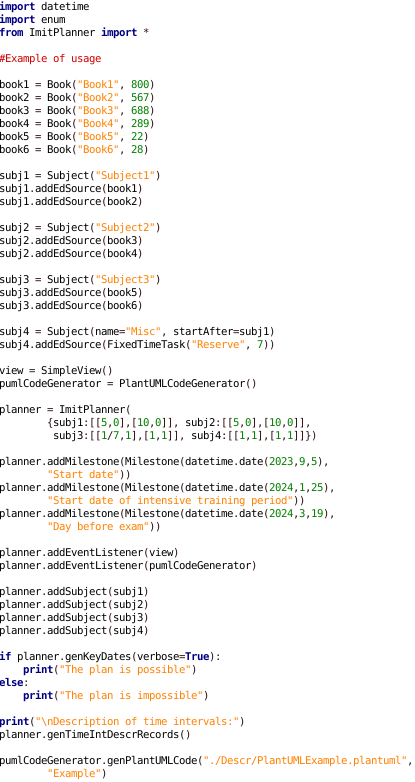 import datetime
import enum
from ImitPlanner import *
#Example of usage
book1 = Book("Book1", 800)
book2 = Book("Book2", 567)
book3 = Book("Book3", 688)
book4 = Book("Book4", 289)
book5 = Book("Book5", 22)
book6 = Book("Book6", 28)
subj1 = Subject("Subject1")
subj1.addEdSource(book1)
subj1.addEdSource(book2)
subj2 = Subject("Subject2")
subj2.addEdSource(book3)
subj2.addEdSource(book4)
subj3 = Subject("Subject3")
subj3.addEdSource(book5)
subj3.addEdSource(book6)
subj4 = Subject(name="Misc", startAfter=subj1)
subj4.addEdSource(FixedTimeTask("Reserve", 7))
view = SimpleView()
pumlCodeGenerator = PlantUMLCodeGenerator()
planner = ImitPlanner(
{subj1:[[5,0],[10,0]], subj2:[[5,0],[10,0]],
subj3:[[1/7,1],[1,1]], subj4:[[1,1],[1,1]]})
planner.addMilestone(Milestone(datetime.date(2023,9,5),
"Start date"))
planner.addMilestone(Milestone(datetime.date(2024,1,25),
"Start date of intensive training period"))
planner.addMilestone(Milestone(datetime.date(2024,3,19),
"Day before exam"))
planner.addEventListener(view)
planner.addEventListener(pumlCodeGenerator)
planner.addSubject(subj1)
planner.addSubject(subj2)
planner.addSubject(subj3)
planner.addSubject(subj4)
if planner.genKeyDates(verbose=True):
print("The plan is possible")
else:
print("The plan is impossible")
print("\nDescription of time intervals:")
planner.genTimeIntDescrRecords()
pumlCodeGenerator.genPlantUMLCode("./Descr/PlantUMLExample.plantuml",
"Example")